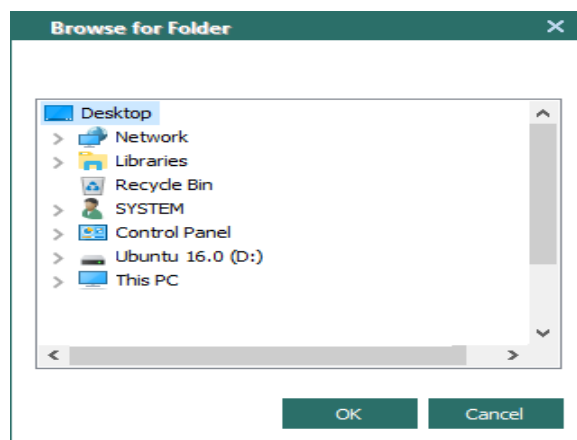 Browse for Folder
Desktop
Network
Libraries
Recycle Bin
SYSTEM
Control Panel
Ubuntu 16.0 (D:)
This PC
OK Cancel